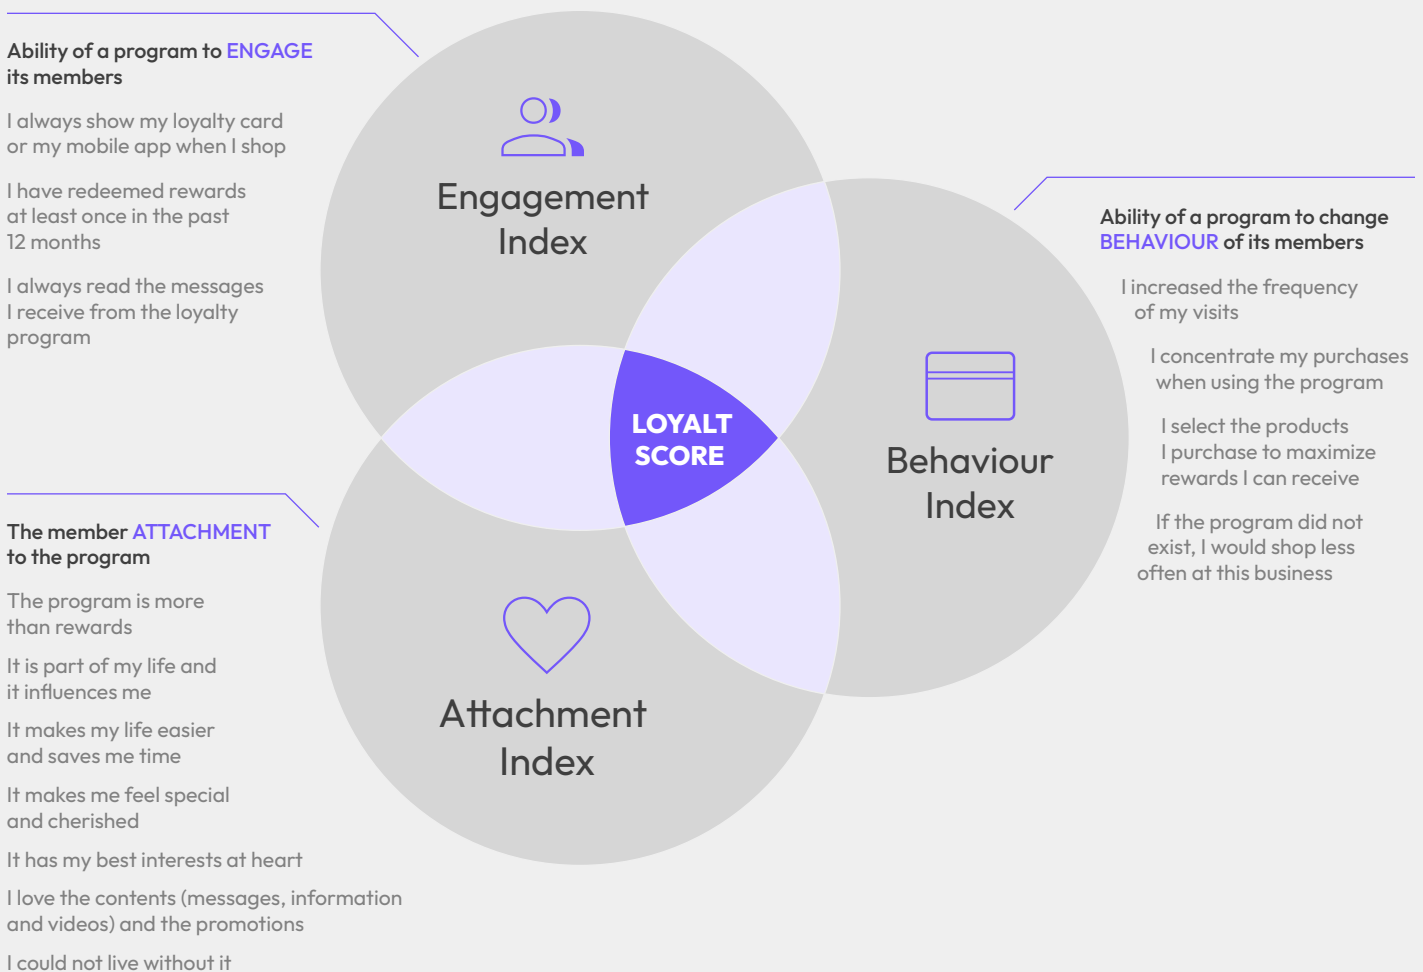 Ability of a program to ENGAGE
its members
I always show my loyalty card
or my mobile app when I shop
I have redeemed rewards
at least once in the past
12 months
I always read the messages
I receive from the loyalty
program
Engagement
Index
Ability of a program to change
BEHAVIOUR of its members
I increased the frequency
of my visits
I concentrate my purchases
when using the program
I select the products
I purchase to maximize
rewards I can receive
If the program did not
exist, I would shop less
often at this business
LOYALT
SCORE
Behaviour
Index
The member ATTACHMENT
to the program
The program is more
than rewards
It is part of my life and
it influences me
It makes my life easier
and saves me time
It makes me feel special
and cherished
It has my best interests at heart
I love the contents (messages, information
and videos) and the promotions
I could not live without it
Attachment
Index